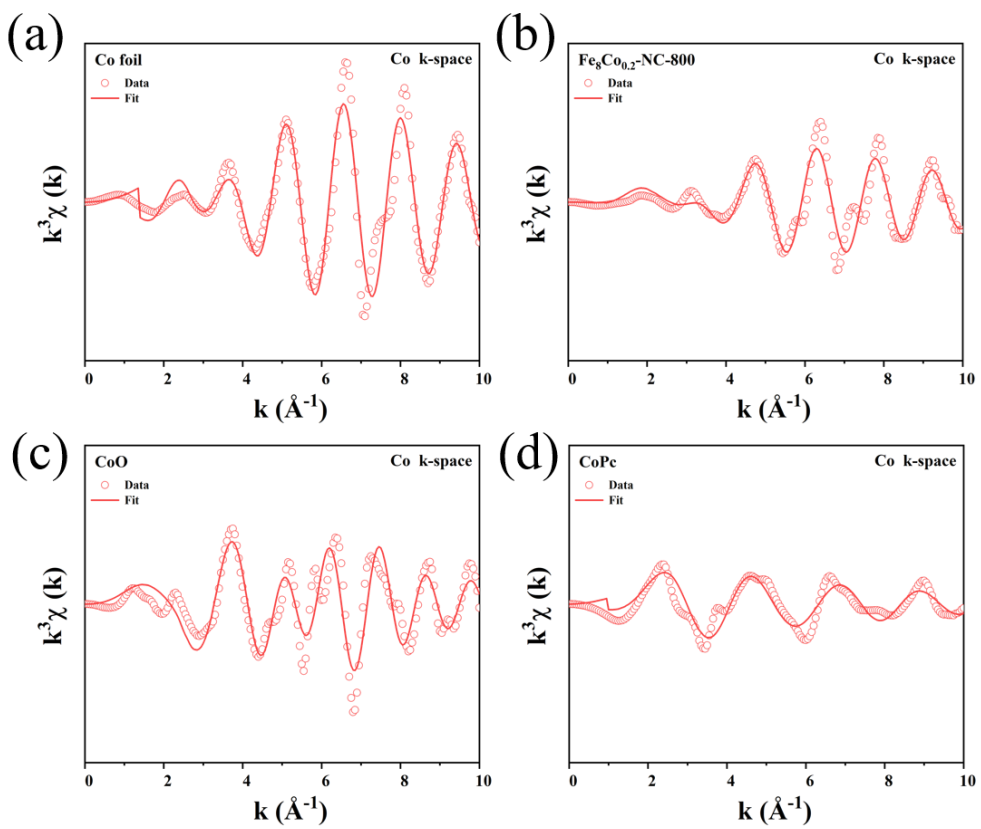 (a)
Co foil
Co k-space
Data
Fit
k³χ (k)
0 2 4 6 8 10
k (Å⁻¹)
(b)
Fe₈Co₀.₂-NC-800
Co k-space
Data
Fit
k³χ (k)
0 2 4 6 8 10
k (Å⁻¹)
(c)
CoO
Co k-space
Data
Fit
k³χ (k)
0 2 4 6 8 10
k (Å⁻¹)
(d)
CoPc
Co k-space
Data
Fit
k³χ (k)
0 2 4 6 8 10
k (Å⁻¹)